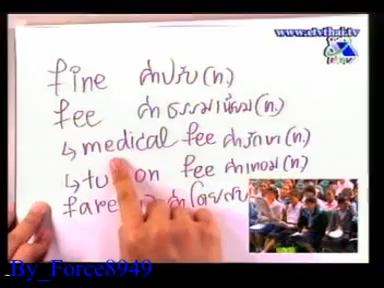 www.etvthai.tv
fine ค่าปรับ (n.)
fee ค่าธรรมเนียม (n.)
↳ medical fee ค่ารักษา (n.)
↳ fee ค่าเทอม (n.)
fare
By_Force8949